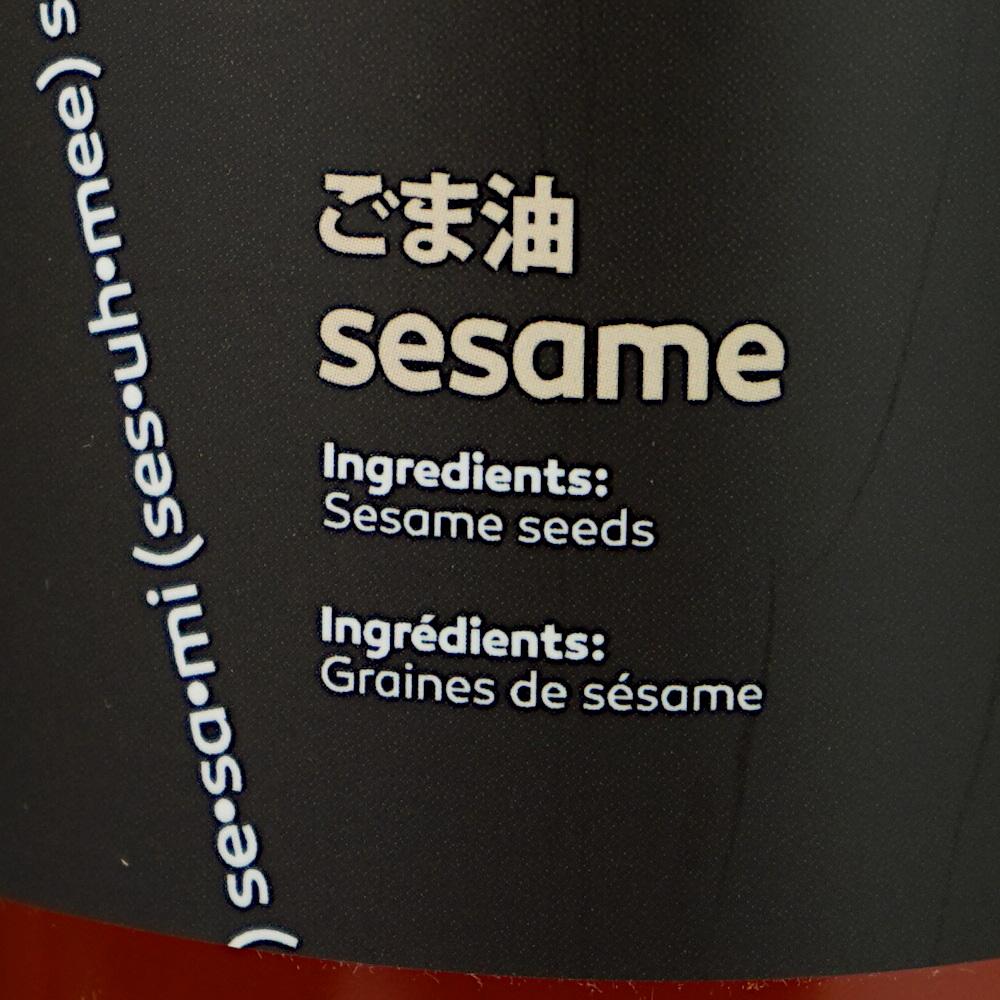 ごま油
sesame
Ingredients:
Sesame seeds
Ingrédients:
Graines de sésame
) se•sa•mi (ses•uh•mee) s